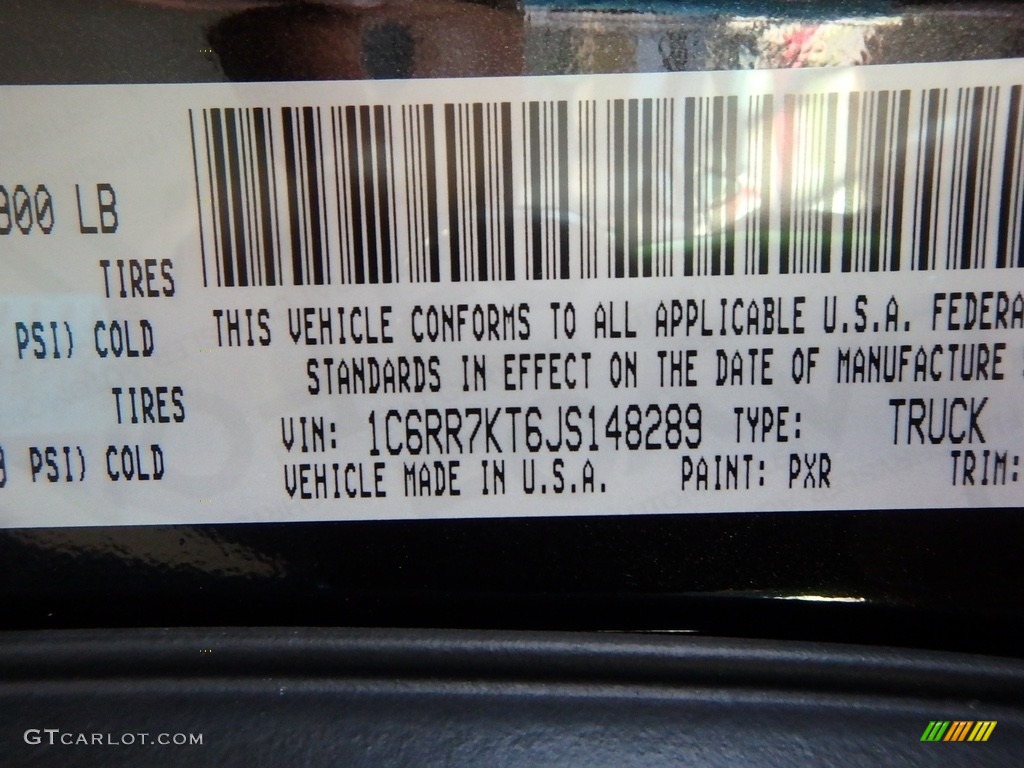 800 LB
TIRES
PSI) COLD
TIRES
PSI) COLD
THIS VEHICLE CONFORMS TO ALL APPLICABLE U.S.A. FEDERA
STANDARDS IN EFFECT ON THE DATE OF MANUFACTURE
VIN: 1C6RR7KT6JS148289 TYPE: TRUCK
VEHICLE MADE IN U.S.A. PAINT: PXR TRIM:
GTCARLOT.COM